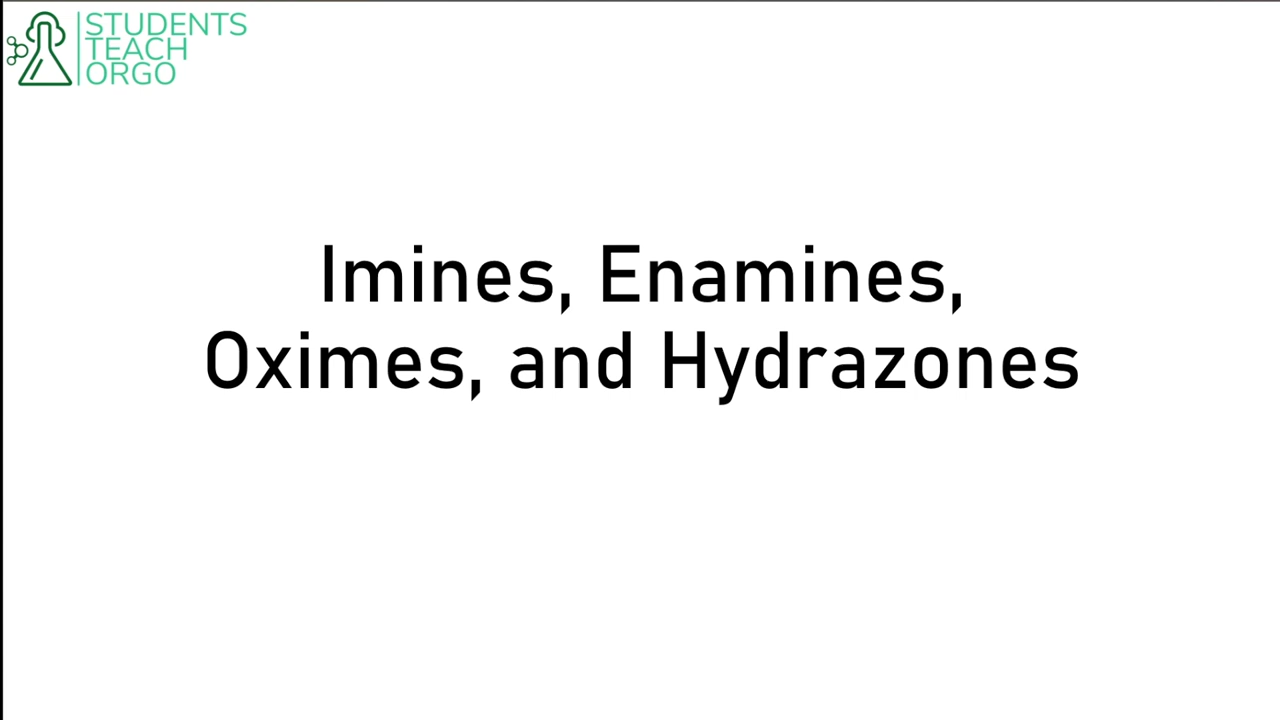 STUDENTS
TEACH
ORGO
Imines, Enamines,
Oximes, and Hydrazones